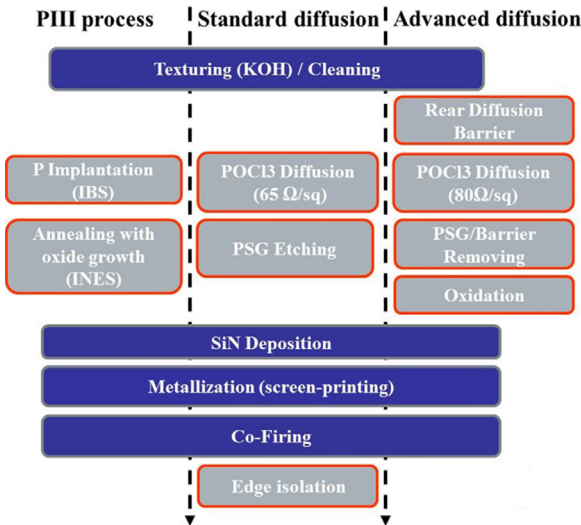 PIII process
Standard diffusion
Advanced diffusion
Texturing (KOH) / Cleaning
Rear Diffusion
Barrier
P Implantation
(IBS)
POCl3 Diffusion
(65 Ω/sq)
POCl3 Diffusion
(80Ω/sq)
Annealing with
oxide growth
(INES)
PSG Etching
PSG/Barrier
Removing
Oxidation
SiN Deposition
Metallization (screen-printing)
Co-Firing
Edge isolation